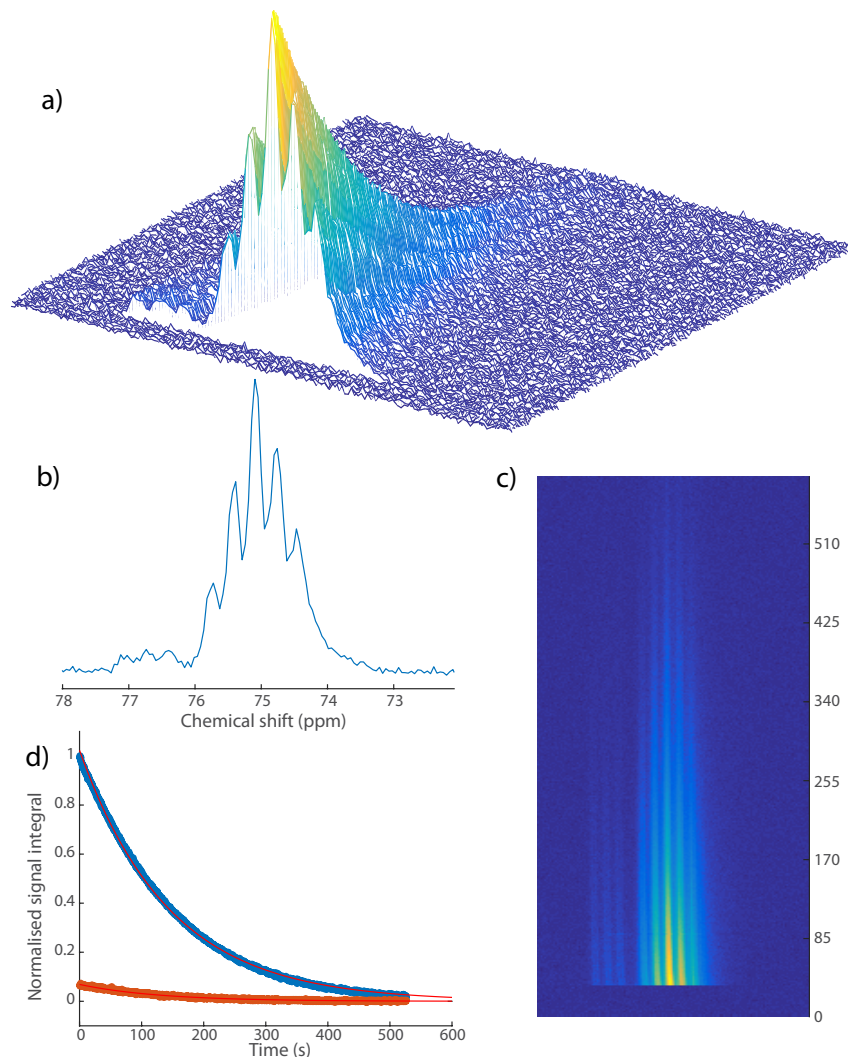 a)
b)
78 77 76 75 74 73
Chemical shift (ppm)
c)
510
425
340
255
170
85
0
d)
Normalised signal integral
1
0.8
0.6
0.4
0.2
0
0 100 200 300 400 500 600
Time (s)